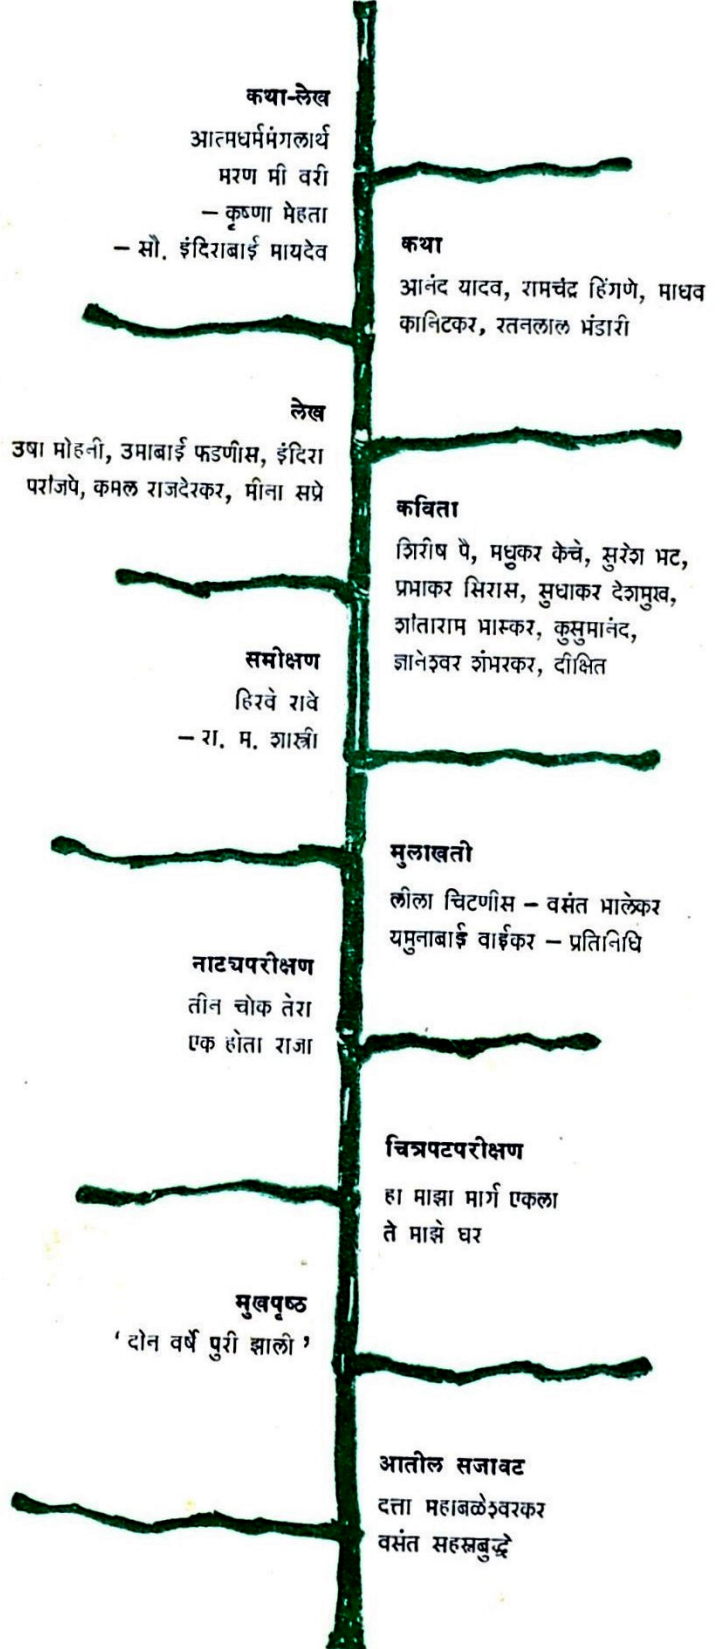 कथा-लेख
आत्मधर्ममंगलार्थ
मरण मी वरी
– कृष्णा मेहता
– सौ. इंदिराबाई मायदेव
कथा
आनंद यादव, रामचंद्र हिंगणे, माधव
कानिटकर, रतनलाल भंडारी
लेख
उषा मोहनी, उमाबाई फडणीस, इंदिरा
परांजपे, कमल राजदेरकर, मीना सप्रे
कविता
शिरीष पै, मधुकर केचे, सुरेश भट,
प्रभाकर सिरास, सुधाकर देशमुख,
शांताराम भास्कर, कुसुमानंद,
ज्ञानेश्वर शंभरकर, दीक्षित
समीक्षण
हिरवे रावे
– रा. म. शास्त्री
मुलाखती
लीला चिटणीस – वसंत भालेकर
यमुनाबाई वाईकर – प्रतिनिधि
नाट्यपरीक्षण
तीन चोक तेरा
एक होता राजा
चित्रपटपरीक्षण
हा माझा मार्ग एकला
ते माझे घर
मुखपृष्ठ
‘ दोन वर्षे पुरी झाली ’
आतील सजावट
दत्ता महाबळेश्वरकर
वसंत सहस्रबुद्धे